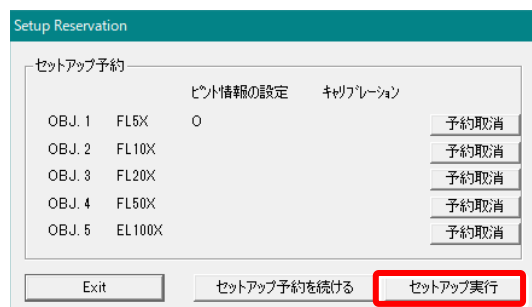 Setup Reservation
セットアップ予約
ピント情報の設定 キャリブレーション
OBJ. 1 FL5X O 予約取消
OBJ. 2 FL10X 予約取消
OBJ. 3 FL20X 予約取消
OBJ. 4 FL50X 予約取消
OBJ. 5 EL100X 予約取消
Exit セットアップ予約を続ける セットアップ実行